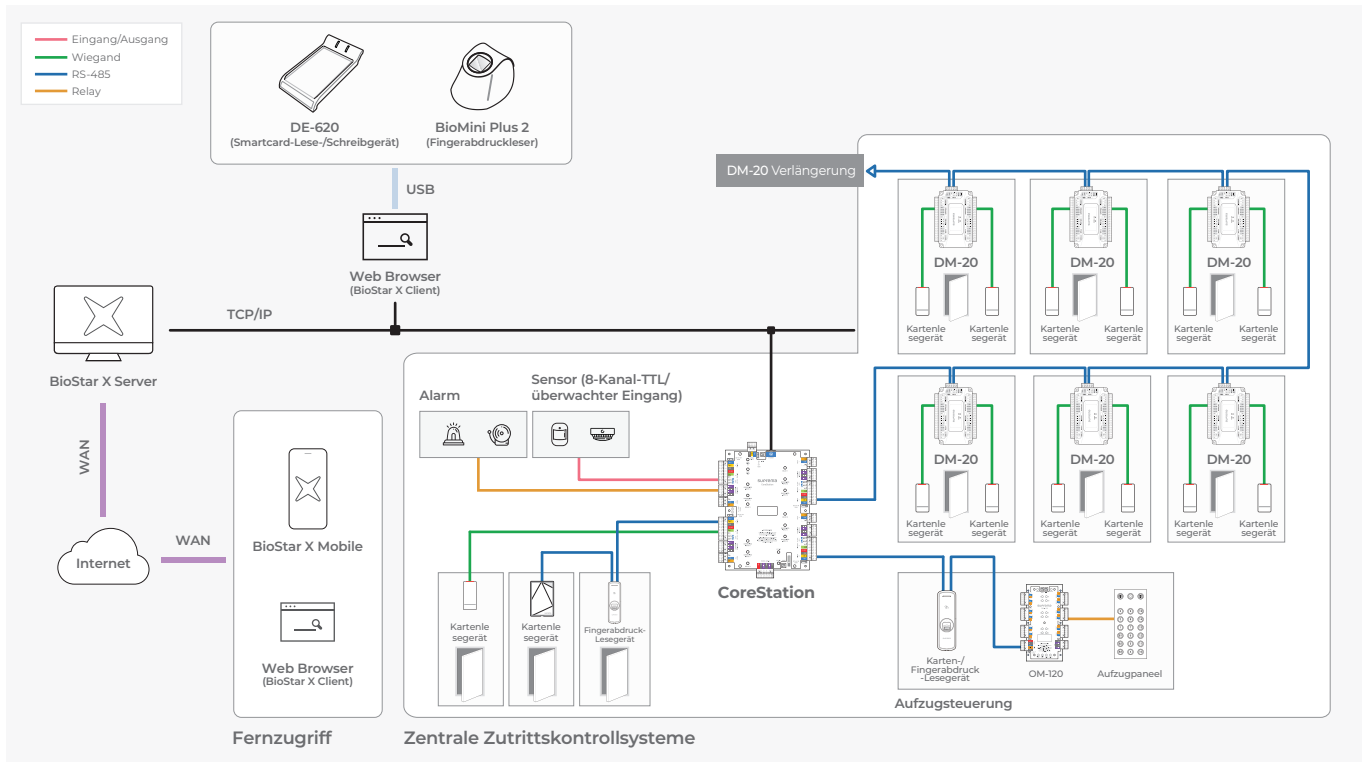 Eingang/Ausgang
Wiegand
RS-485
Relay
DE-620
(Smartcard-Lese-/Schreibgerät)
BioMini Plus 2
(Fingerabdruckleser)
USB
Web Browser
(BioStar X Client)
TCP/IP
BioStar X Server
WAN
Internet
WAN
BioStar X Mobile
Web Browser
(BioStar X Client)
Fernzugriff
DM-20 Verlängerung
DM-20
Kartenle
segerät
Kartenle
segerät
DM-20
Kartenle
segerät
Kartenle
segerät
DM-20
Kartenle
segerät
Kartenle
segerät
DM-20
Kartenle
segerät
Kartenle
segerät
DM-20
Kartenle
segerät
Kartenle
segerät
DM-20
Kartenle
segerät
Kartenle
segerät
Alarm
Sensor (8-Kanal-TTL/
überwachter Eingang)
CoreStation
Kartenle
segerät
Kartenle
segerät
Fingerabdruck-
Lesegerät
Karten-/
Fingerabdruck
-Lesegerät
OM-120
Aufzugpaneel
Aufzugsteuerung
Zentrale Zutrittskontrollsysteme